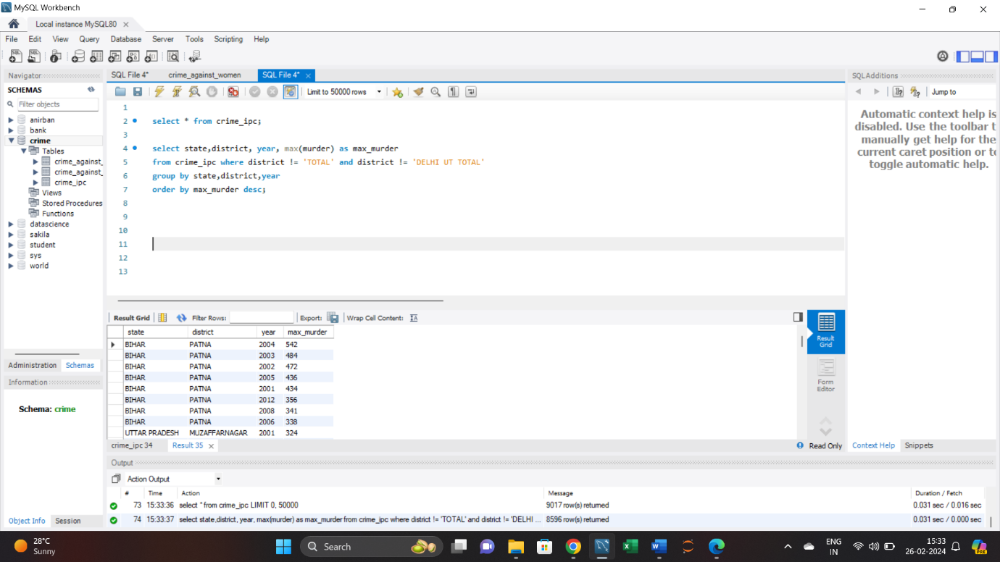 MySQL Workbench
Local instance MySQL80
File Edit View Query Database Server Tools Scripting Help
Navigator
SCHEMAS
Filter objects
anirban
bank
crime
Tables
crime_against_
crime_against_
crime_ipc
Views
Stored Procedures
Functions
datascience
sakila
student
sys
world
Administration Schemas
Information
Schema: crime
Object Info Session
SQL File 4* crime_against_women SQL File 4*
Limit to 50000 rows
1
2 select * from crime_ipc;
3
4 select state,district, year, max(murder) as max_murder
5 from crime_ipc where district != 'TOTAL' and district != 'DELHI UT TOTAL'
6 group by state,district,year
7 order by max_murder desc;
8
9
10
11
12
13
Result Grid Filter Rows: Export: Wrap Cell Content:
state district year max_murder
BIHAR PATNA 2004 542
BIHAR PATNA 2003 484
BIHAR PATNA 2002 472
BIHAR PATNA 2005 436
BIHAR PATNA 2001 434
BIHAR PATNA 2012 356
BIHAR PATNA 2008 341
BIHAR PATNA 2006 338
UTTAR PRADESH MUZAFFARNAGAR 2001 324
Result
Grid
Form
Editor
crime_ipc 34 Result 35 Read Only
SQLAdditions
Jump to
Automatic context help is
disabled. Use the toolbar t
manually get help for the
current caret position or to
toggle automatic help.
Context Help Snippets
Output
Action Output
# Time Action Message Duration / Fetch
73 15:33:36 select * from crime_ipc LIMIT 0, 50000 9017 row(s) returned 0.031 sec / 0.016 sec
74 15:33:37 select state,district, year, max(murder) as max_murder from crime_ipc where district != 'TOTAL' and district != 'DELHI ... 8596 row(s) returned 0.031 sec / 0.000 sec
28°C
Sunny
Search
ENG
IN
15:33
26-02-2024
PRE